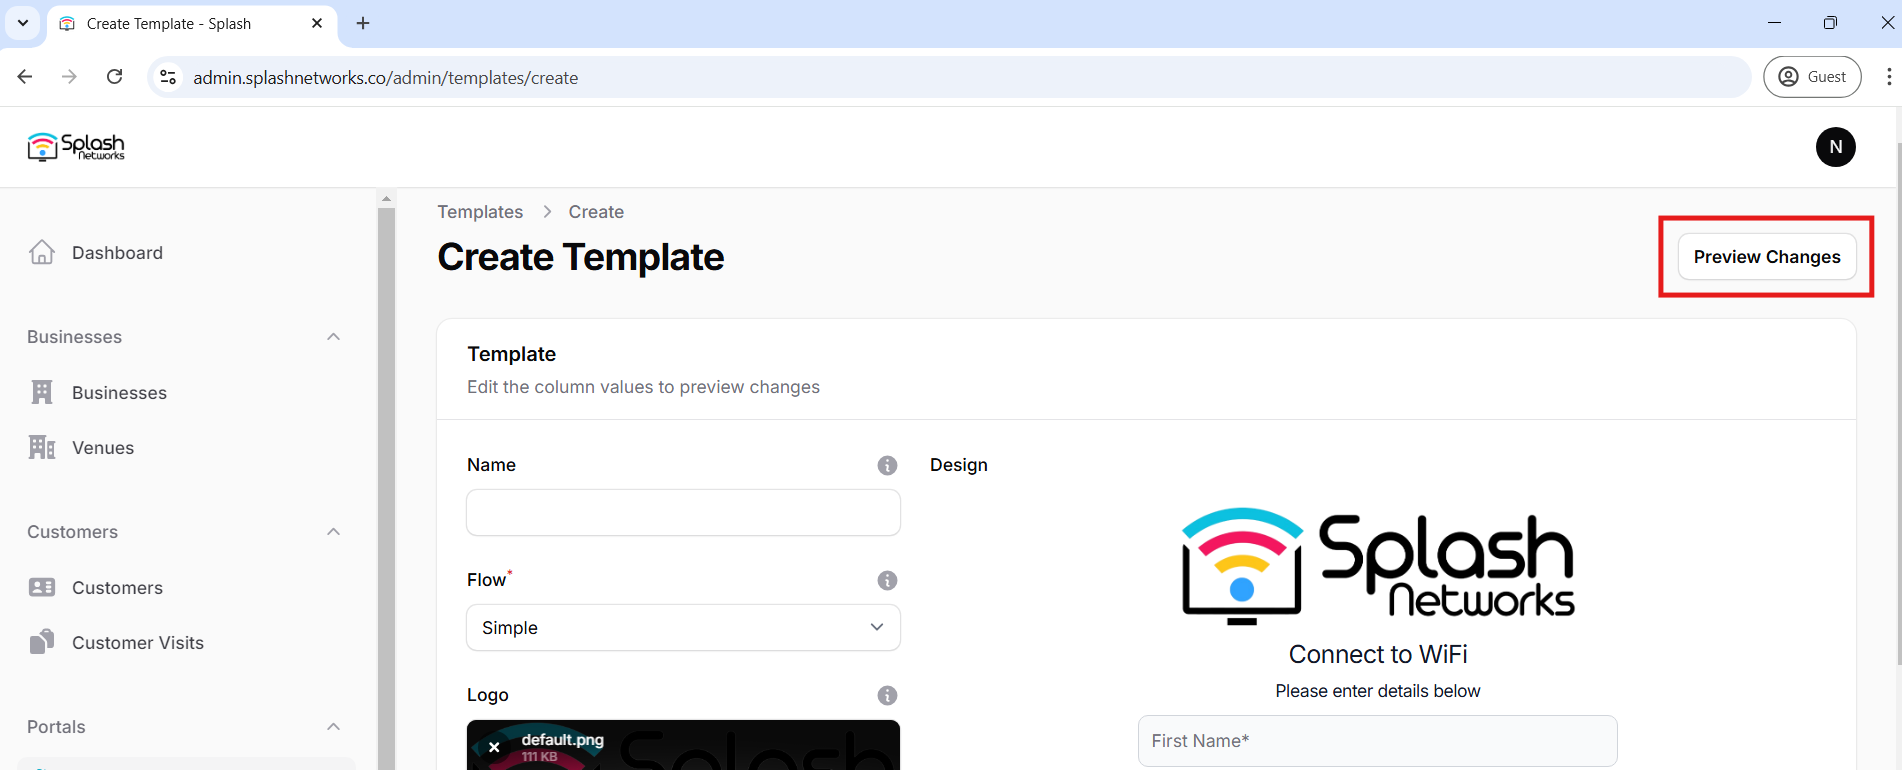 Create Template - Splash
admin.splashnetworks.co/admin/templates/create
Guest
Splash
Networks
N
Templates > Create
Create Template
Preview Changes
Dashboard
Businesses
Businesses
Venues
Customers
Customers
Customer Visits
Portals
Template
Edit the column values to preview changes
Name
Flow*
Simple
Logo
default.png
111 KB
Design
Splash
Networks
Connect to WiFi
Please enter details below
First Name*